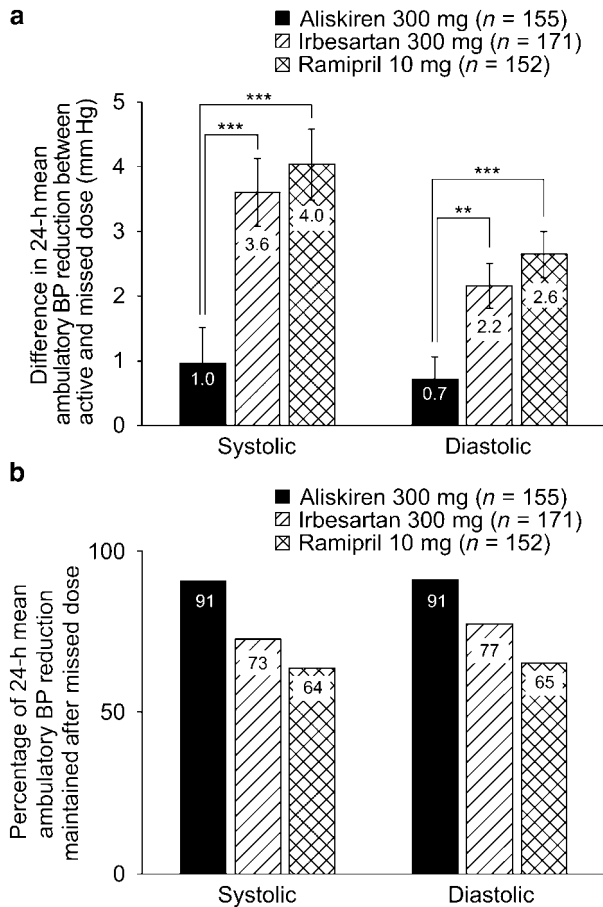 a
Aliskiren 300 mg (n = 155)
Irbesartan 300 mg (n = 171)
Ramipril 10 mg (n = 152)
Difference in 24-h mean
ambulatory BP reduction between
active and missed dose (mm Hg)
5
4
3
2
1
0
***
***
1.0
3.6
4.0
***
**
0.7
2.2
2.6
Systolic
Diastolic
b
Aliskiren 300 mg (n = 155)
Irbesartan 300 mg (n = 171)
Ramipril 10 mg (n = 152)
Percentage of 24-h mean
ambulatory BP reduction
maintained after missed dose
100
50
0
91
73
64
91
77
65
Systolic
Diastolic